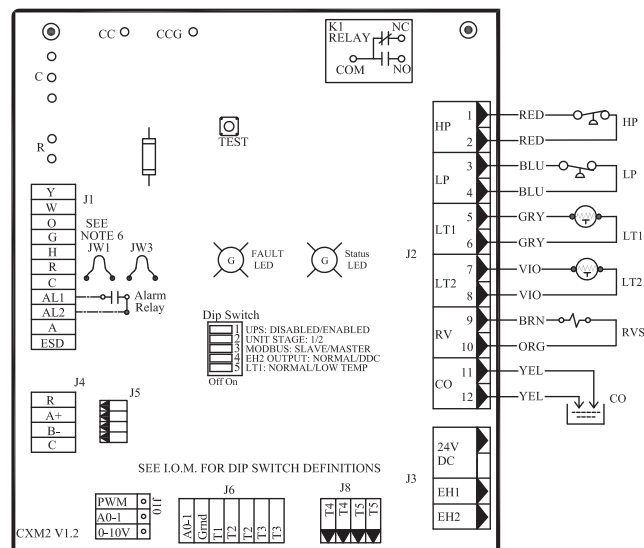 CC
CCG
K1
RELAY
NC
COM
NO
C
R
TEST
HP
1
2
LP
3
4
LT1
5
6
LT2
7
8
RV
9
10
CO
11
12
RED
RED
HP
BLU
BLU
LP
GRY
GRY
LT1
VIO
VIO
LT2
BRN
ORG
RVS
YEL
YEL
CO
J2
J1
Y
W
O
G
H
R
C
AL1
AL2
A
ESD
SEE
NOTE 6
JW1
JW3
Alarm
Relay
G
FAULT
LED
G
Status
LED
Dip Switch
1 UPS: DISABLED/ENABLED
2 UNIT STAGE: 1/2
3 MODBUS: SLAVE/MASTER
4 EH2 OUTPUT: NORMAL/DDC
5 LT1: NORMAL/LOW TEMP
Off On
J4
R
A+
B-
C
J5
J3
24V
DC
EH1
EH2
SEE I.O.M. FOR DIP SWITCH DEFINITIONS
PWM
A0-1
0-10V
J10
J6
A0-1
Grnd
T1
T2
T2
T3
T3
J8
T4
T4
T5
T5
CXM2 V1.2